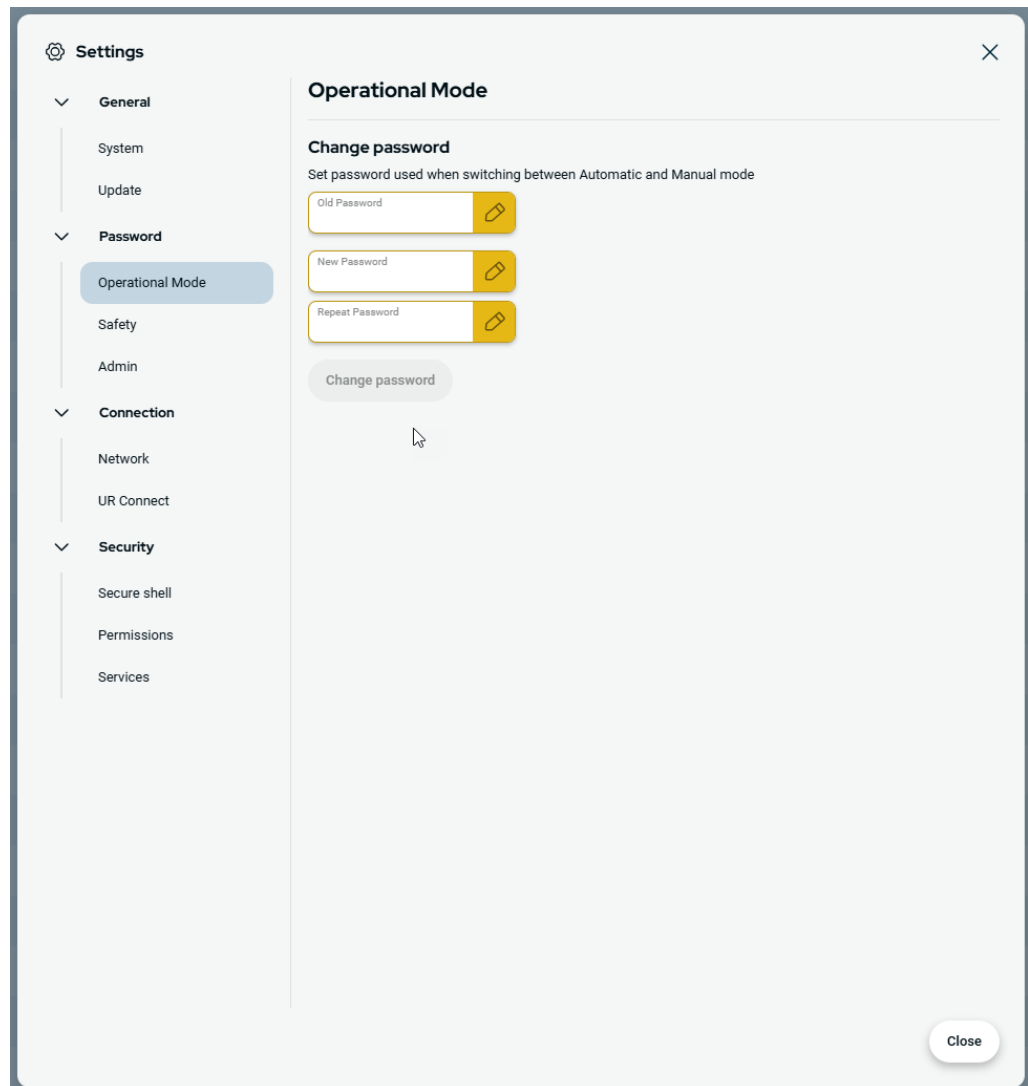 Settings
General
System
Update
Password
Operational Mode
Safety
Admin
Connection
Network
UR Connect
Security
Secure shell
Permissions
Services
Operational Mode
Change password
Set password used when switching between Automatic and Manual mode
Old Password
New Password
Repeat Password
Change password
Close